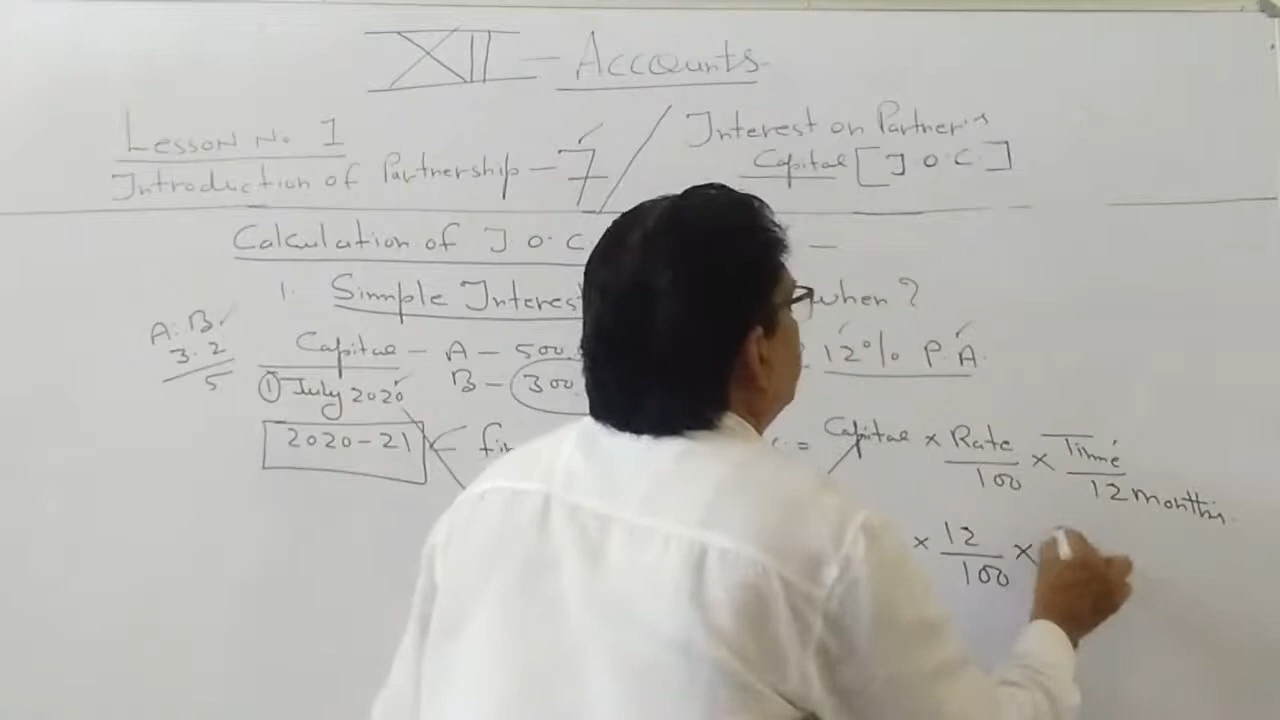 XII - Accounts
Lesson No. 1
Introduction of Partnership - 7 / Interest on Partner's
Capital [I O.C.]
Calculation of I O.C
1. Simple Interes when?
A. B
3. 2
5
Capital - A - 500
12% P.A.
① July 2020 B - 300
2020-21
= Capital × Rate/100 × Time/12 months
× 12/100 ×